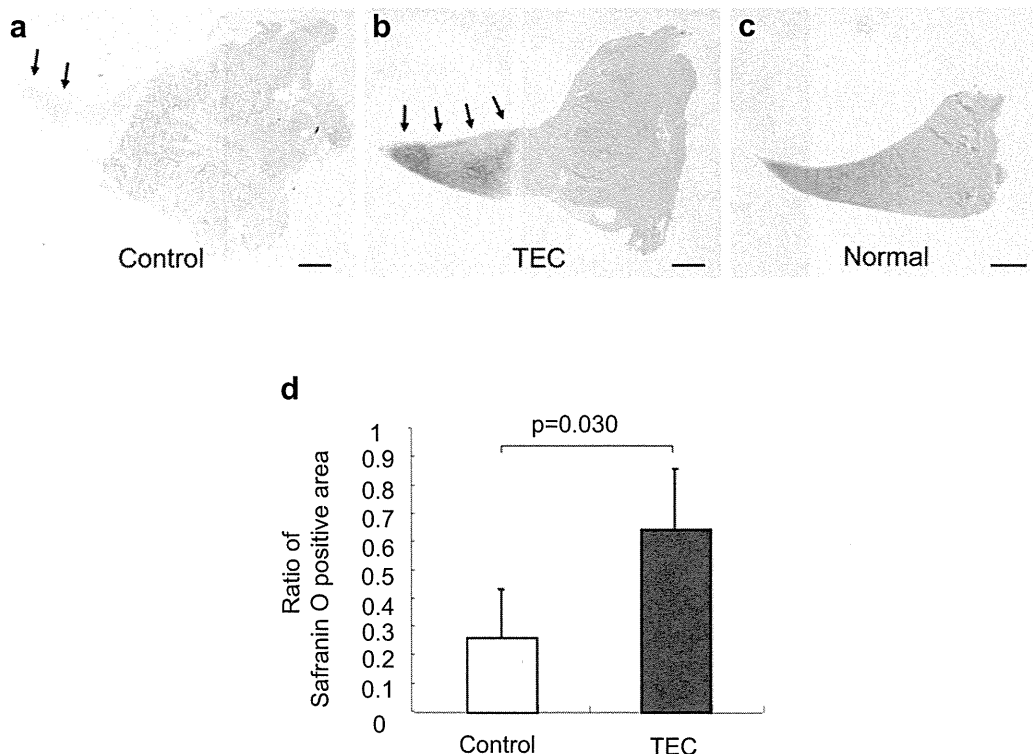 a
b
c
Control
TEC
Normal
d
p=0.030
1
0.9
0.8
0.7
0.6
0.5
0.4
0.3
0.2
0.1
0
Ratio of
Safranin O positive area
Control
TEC